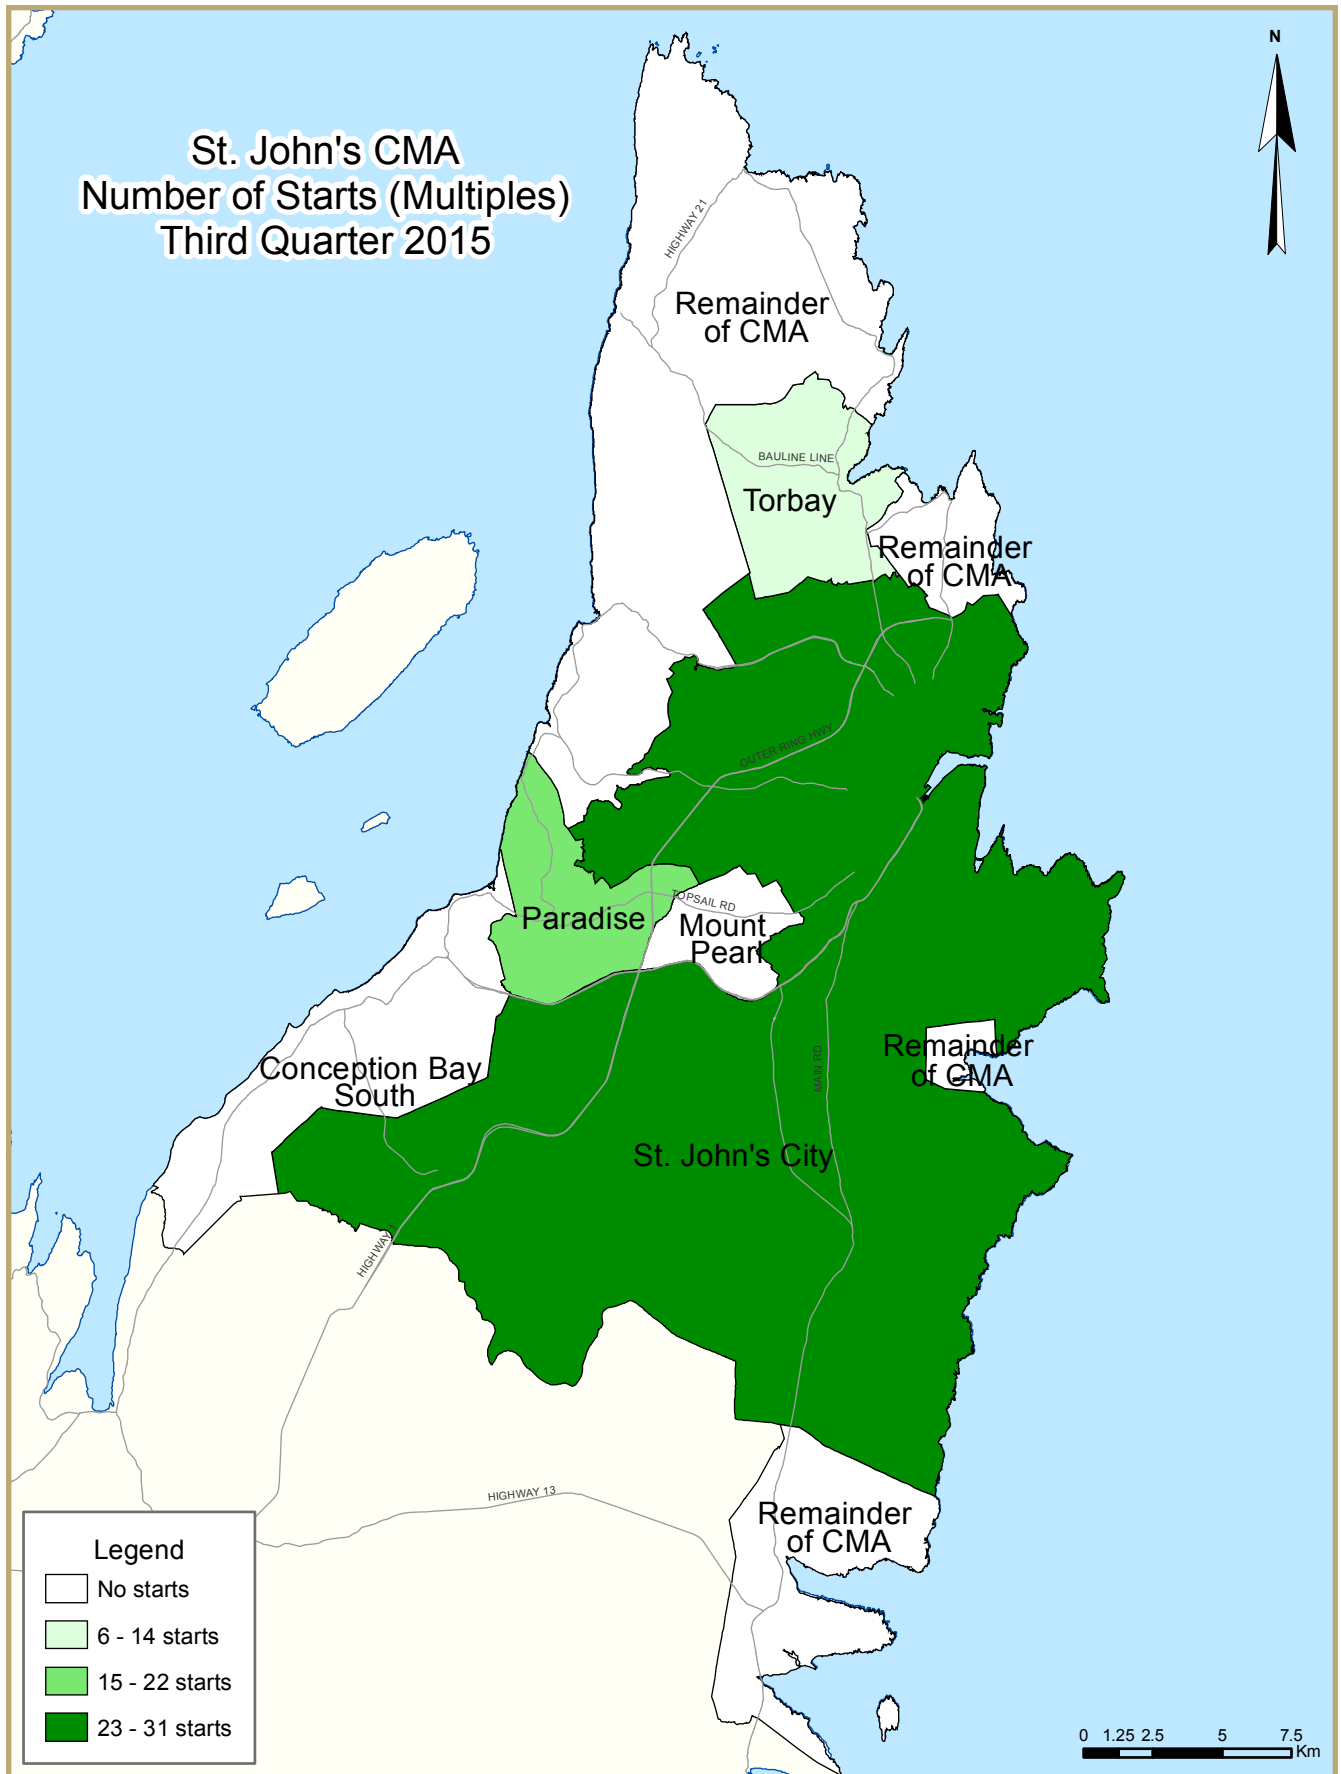 N
St. John's CMA
Number of Starts (Multiples)
Third Quarter 2015
HIGHWAY 21
Remainder
of CMA
BAULINE LINE
Torbay
Remainder
of CMA
OUTER RING HWY
TOPSAIL RD
Paradise
Mount
Pearl
Remainder
of CMA
MAIN RD
Conception Bay
South
St. John's City
HIGHWAY 1
HIGHWAY 13
Remainder
of CMA
Legend
No starts
6 - 14 starts
15 - 22 starts
23 - 31 starts
0 1.25 2.5 5 7.5
Km